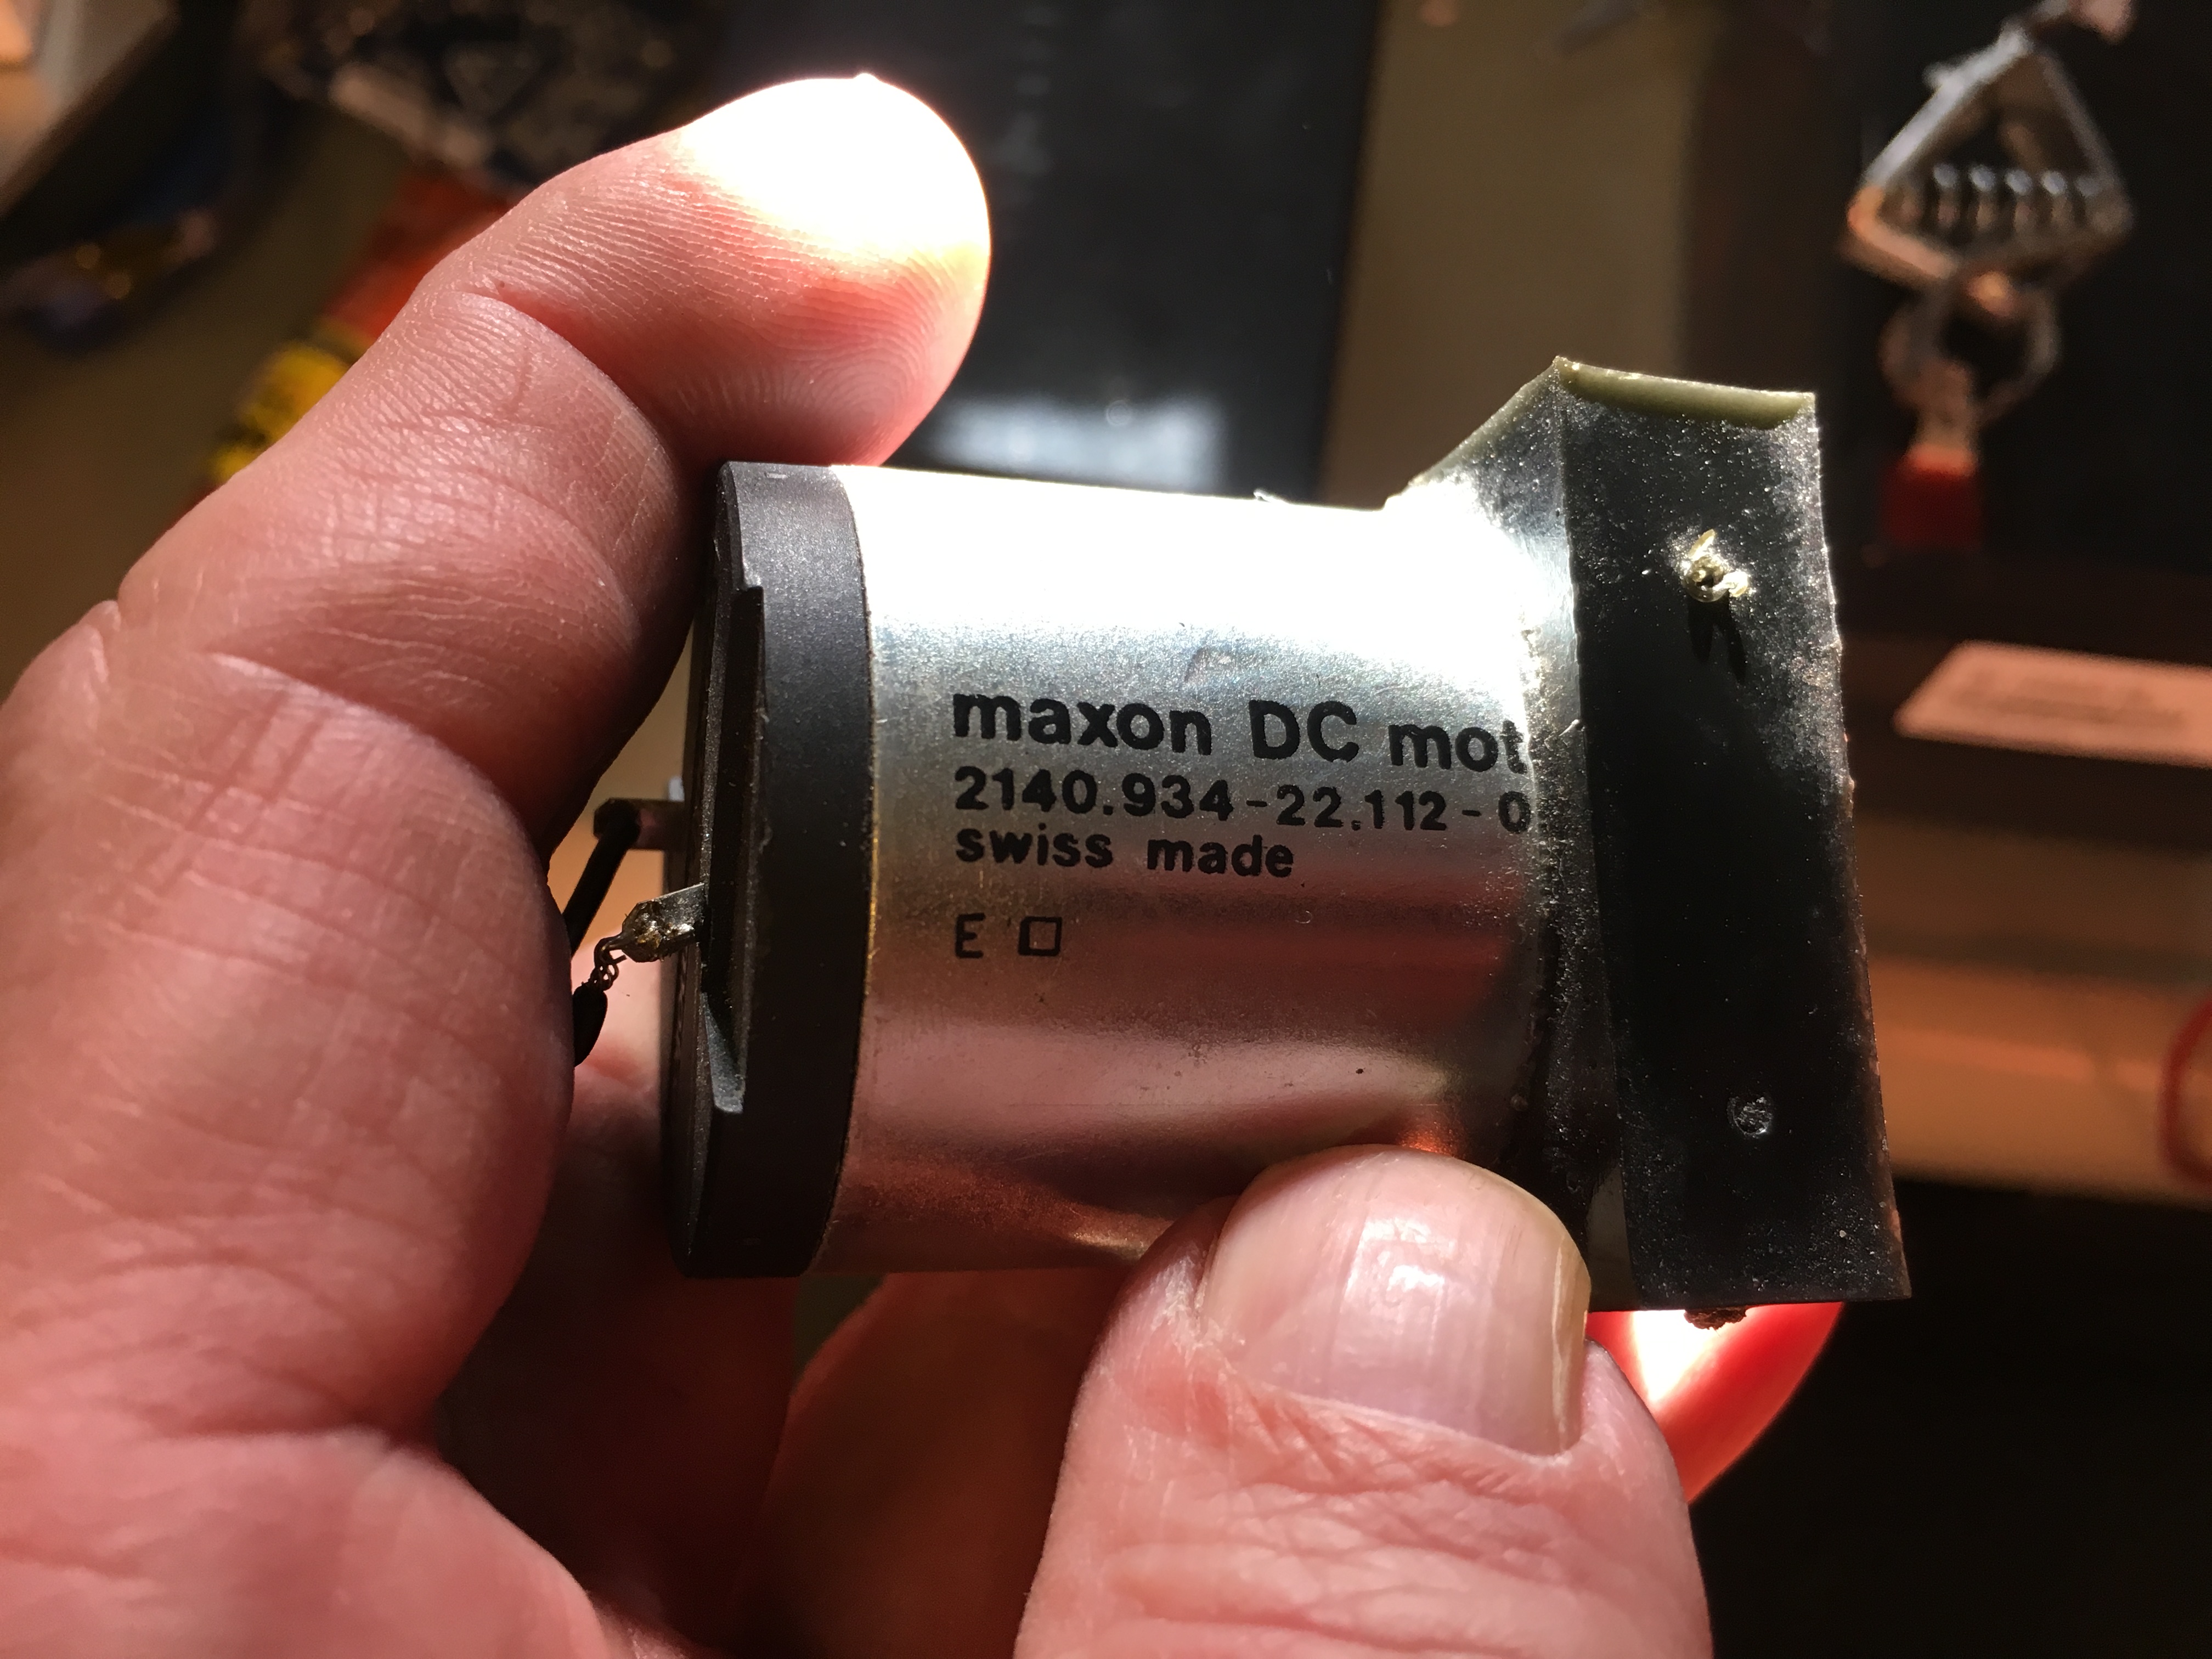 maxon DC mot
2140.934-22.112-0
swiss made
E □